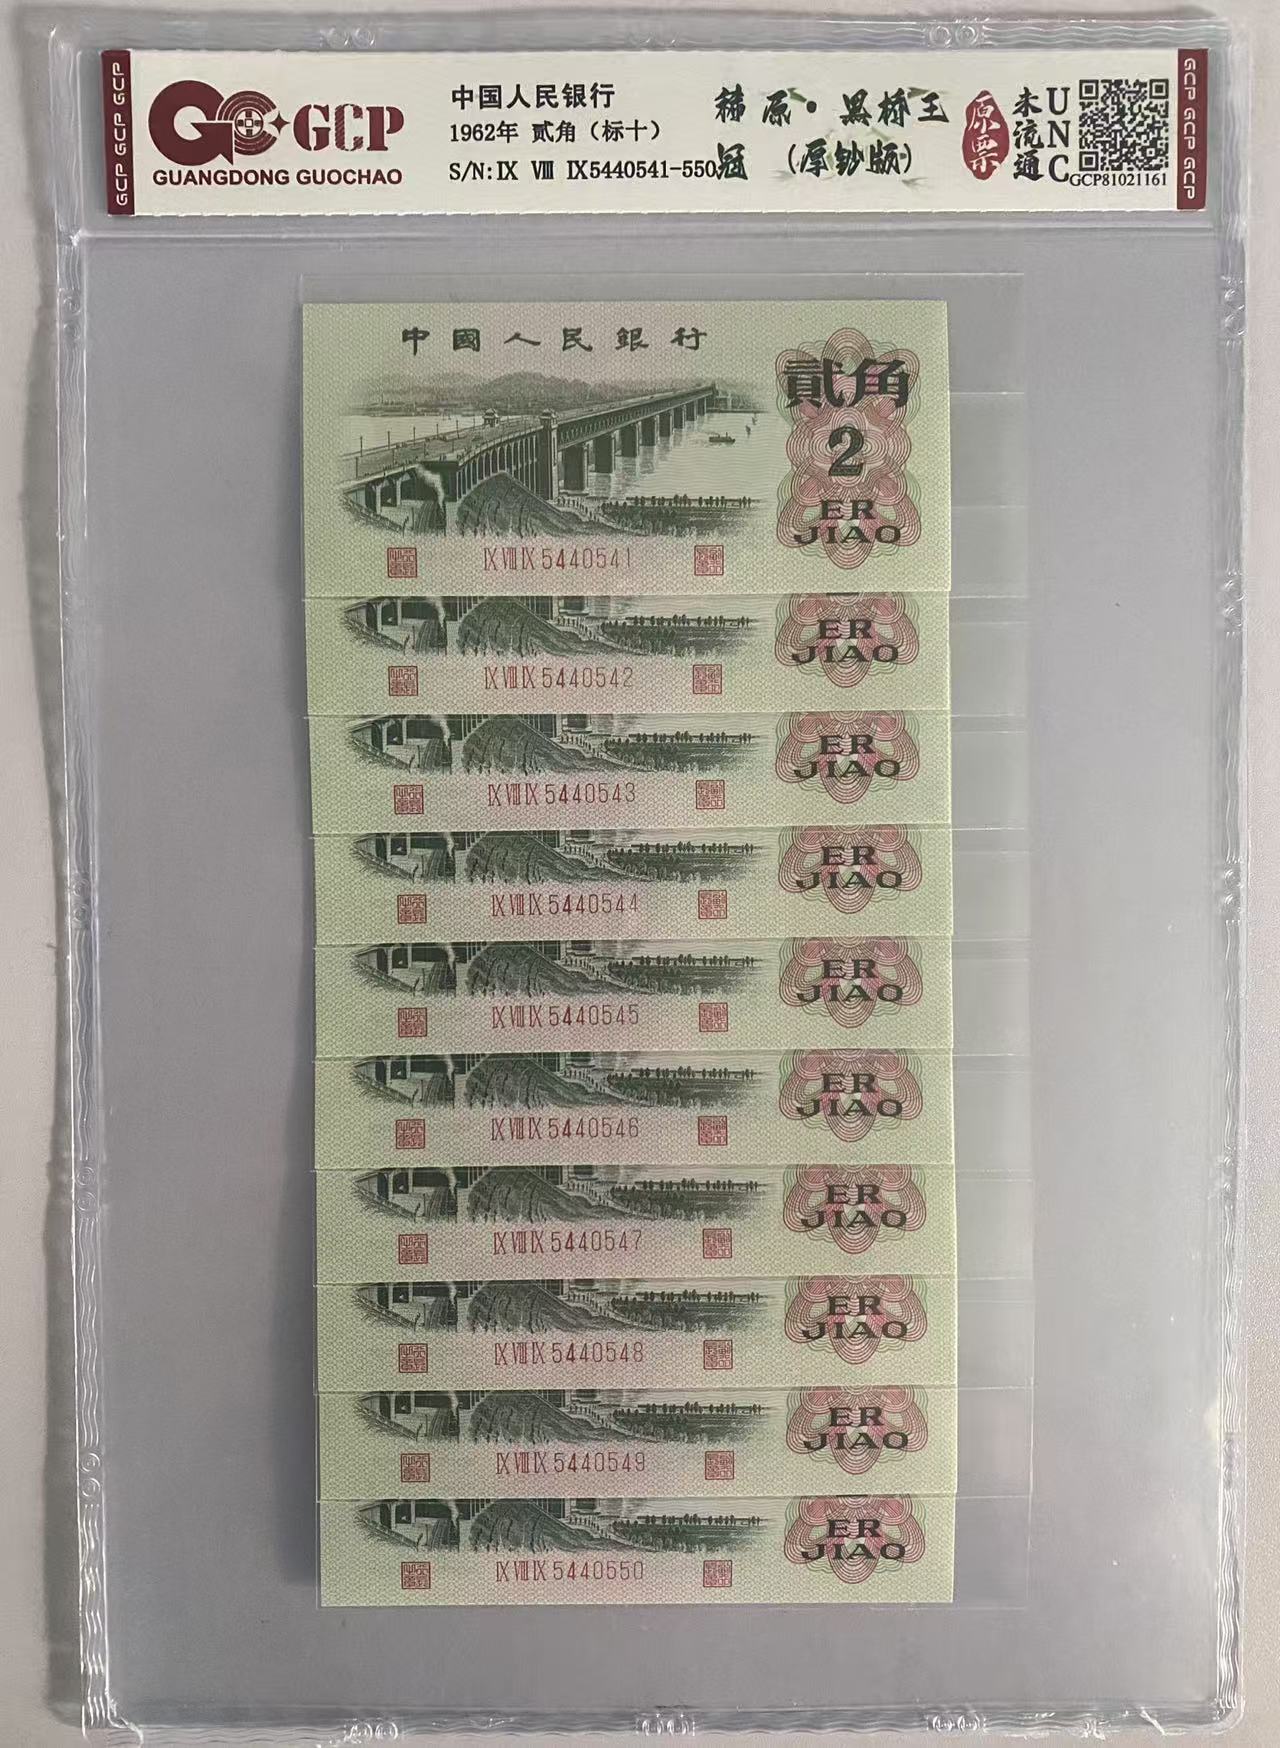 GCP GCP GCP
GCP
GUANGDONG GUOCHAO
中国人民银行
1962年 贰角（标十）
S/N:IX VIII IX5440541-550
稀原·黑桥王冠
（厚钞版）
原票
未流通
UNC
GCP81021161
GCP GCP GCP
中國人民銀行
貳角
2
ER
JIAO
IX VIII IX 5440541
ER
JIAO
IX VIII IX 5440542
ER
JIAO
IX VIII IX 5440543
ER
JIAO
IX VIII IX 5440544
ER
JIAO
IX VIII IX 5440545
ER
JIAO
IX VIII IX 5440546
ER
JIAO
IX VIII IX 5440547
ER
JIAO
IX VIII IX 5440548
ER
JIAO
IX VIII IX 5440549
ER
JIAO
IX VIII IX 5440550